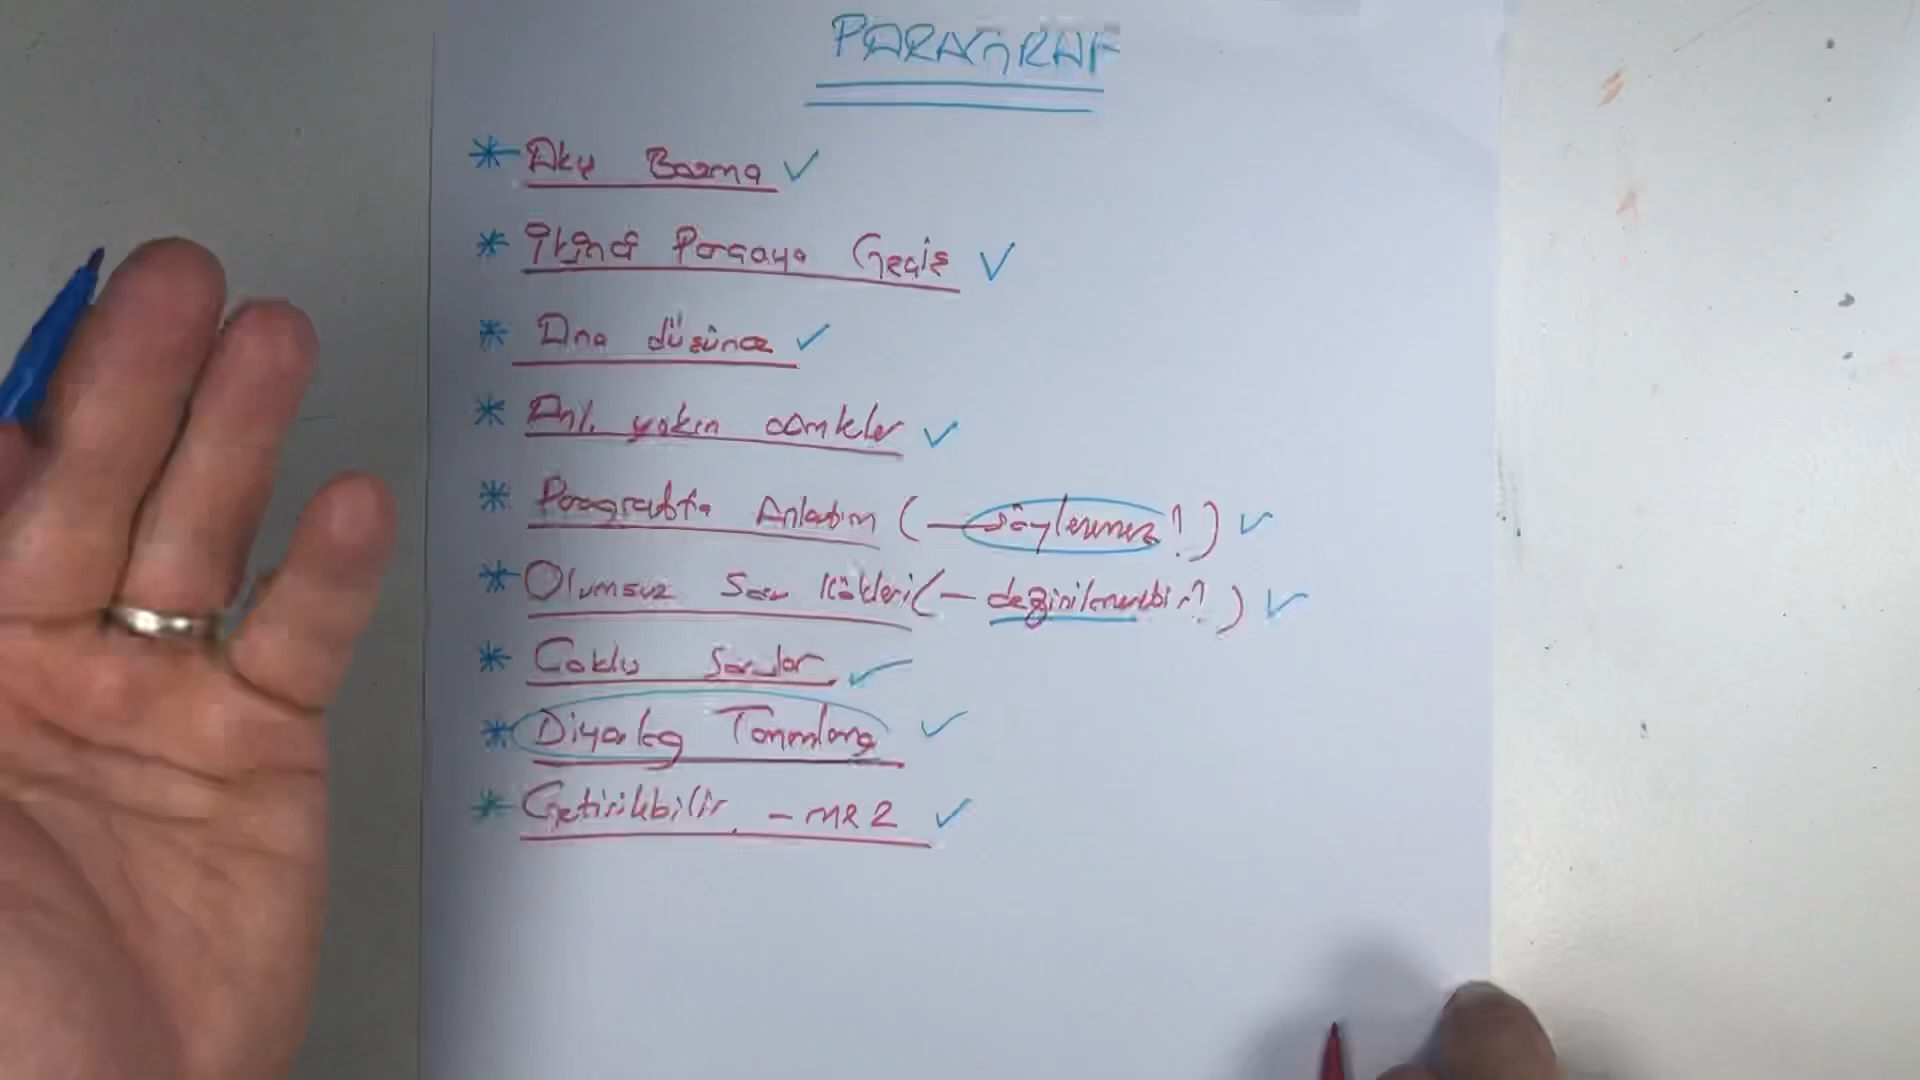 PARAGRAF
* Akış Bozma ✓
* İkinci Parçaya Geçiş ✓
* Ana düşünce ✓
* Anl. yakın cümleler ✓
* Paragrafta Anlatım (— söylenemez?) ✓
* Olumsuz Soru Kökleri (— değinilmemiştir?) ✓
* Çoklu Sorular ✓
* Diyalog Tamamlama ✓
* Getirilebilir - mez ✓